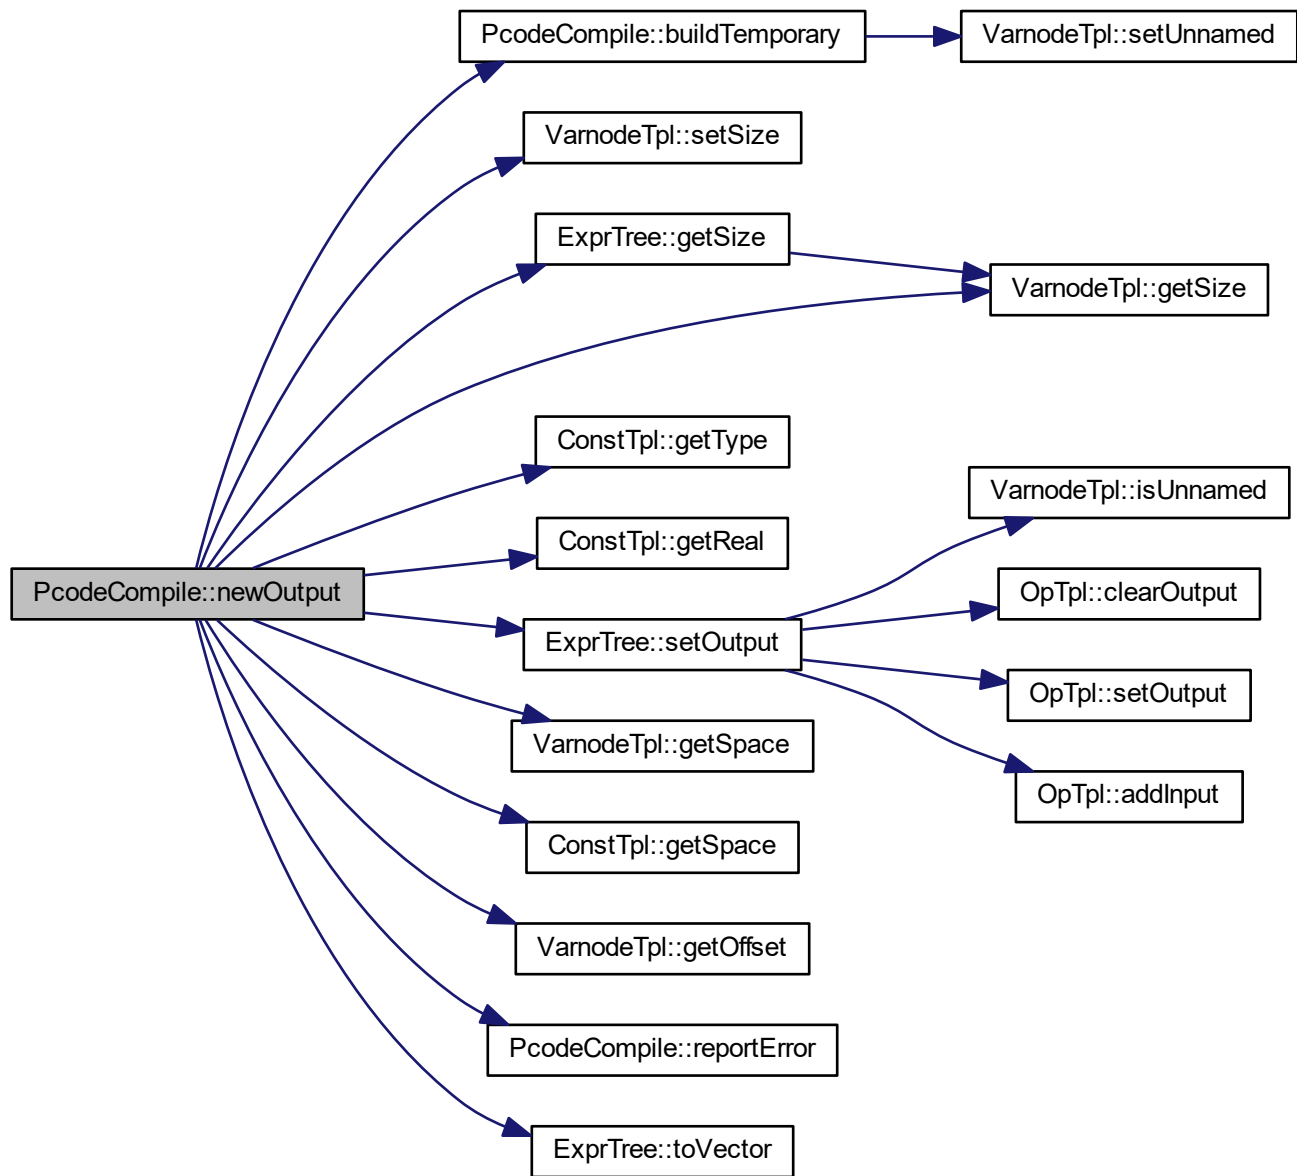 PcodeCompile::buildTemporary
VarnodeTpl::setUnnamed
VarnodeTpl::setSize
ExprTree::getSize
VarnodeTpl::getSize
ConstTpl::getType
VarnodeTpl::isUnnamed
ConstTpl::getReal
PcodeCompile::newOutput
OpTpl::clearOutput
ExprTree::setOutput
OpTpl::setOutput
VarnodeTpl::getSpace
OpTpl::addInput
ConstTpl::getSpace
VarnodeTpl::getOffset
PcodeCompile::reportError
ExprTree::toVector